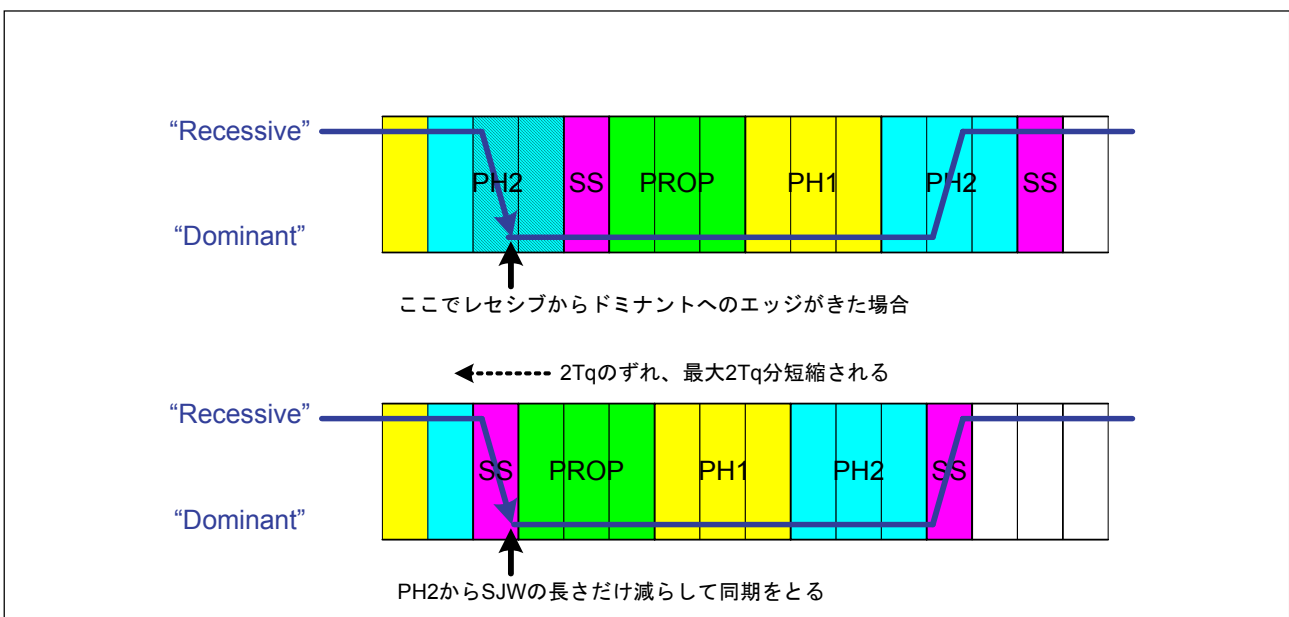 “Recessive”
PH2 SS PROP PH1 PH2 SS
“Dominant”
ここでレセシブからドミナントへのエッジがきた場合
2Tqのずれ、最大2Tq分短縮される
“Recessive”
SS PROP PH1 PH2 SS
“Dominant”
PH2からSJWの長さだけ減らして同期をとる